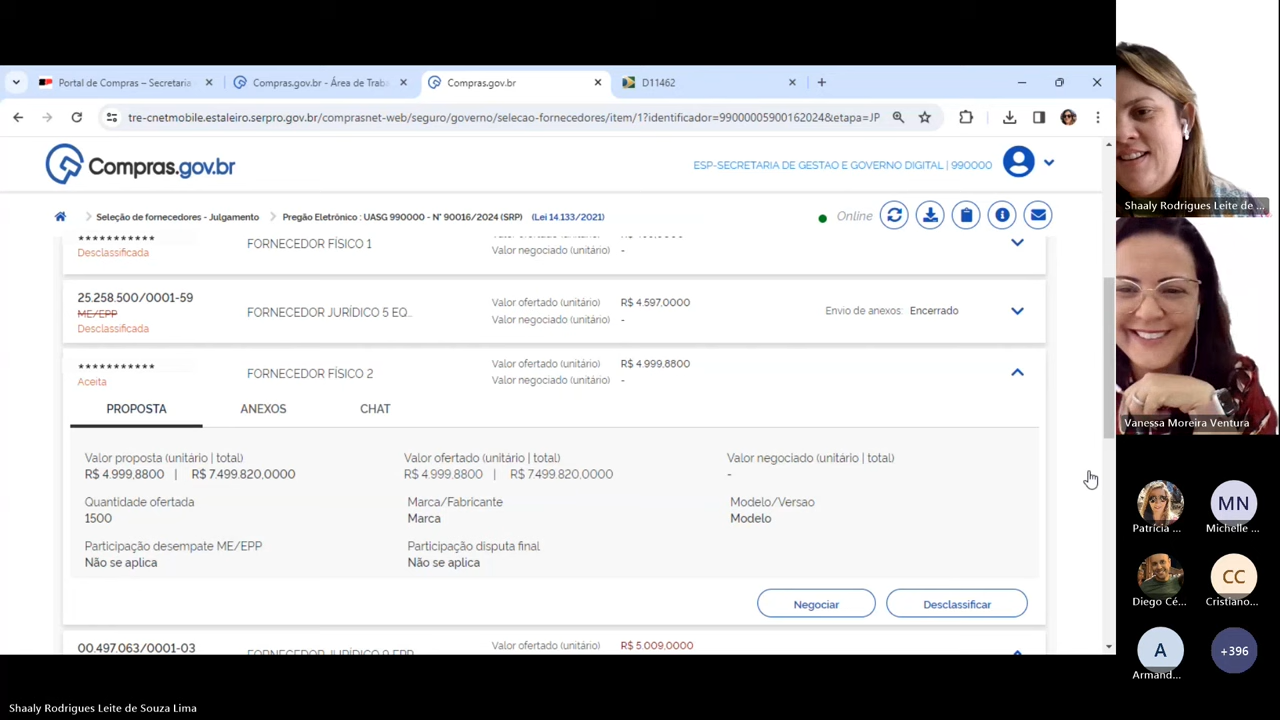 Portal de Compras – Secretaria
Compras.gov.br - Área de Trab
Compras.gov.br
D11462
tre-cnetmobile.estaleiro.serpro.gov.br/comprasnet-web/seguro/governo/selecao-fornecedores/item/1?identificador=99000005900162024&etapa=JP
Compras.gov.br
ESP-SECRETARIA DE GESTAO E GOVERNO DIGITAL | 990000
Seleção de fornecedores - Julgamento
Pregão Eletrônico : UASG 990000 - N° 90016/2024 (SRP)
(Lei 14.133/2021)
Online
***********
FORNECEDOR FÍSICO 1
Desclassificada
Valor negociado (unitário) -
25.258.500/0001-59
ME/EPP
Desclassificada
FORNECEDOR JURÍDICO 5 EQ...
Valor ofertado (unitário) R$ 4.597,0000
Valor negociado (unitário) -
Envio de anexos: Encerrado
***********
Aceita
FORNECEDOR FÍSICO 2
Valor ofertado (unitário) R$ 4.999,8800
Valor negociado (unitário) -
PROPOSTA ANEXOS CHAT
Valor proposta (unitário | total) Valor ofertado (unitário | total) Valor negociado (unitário | total)
R$ 4.999,8800 | R$ 7.499.820,0000 R$ 4.999,8800 | R$ 7.499.820,0000 -
Quantidade ofertada Marca/Fabricante Modelo/Versao
1500 Marca Modelo
Participação desempate ME/EPP Participação disputa final
Não se aplica Não se aplica
Negociar Desclassificar
00.497.063/0001-03
Valor ofertado (unitário) R$ 5.009,0000
Shaaly Rodrigues Leite de ...
Vanessa Moreira Ventura
Patrícia ...
MN
Michelle ...
Diego Cé...
CC
Cristiano...
A
Armand...
+396
Shaaly Rodrigues Leite de Souza Lima